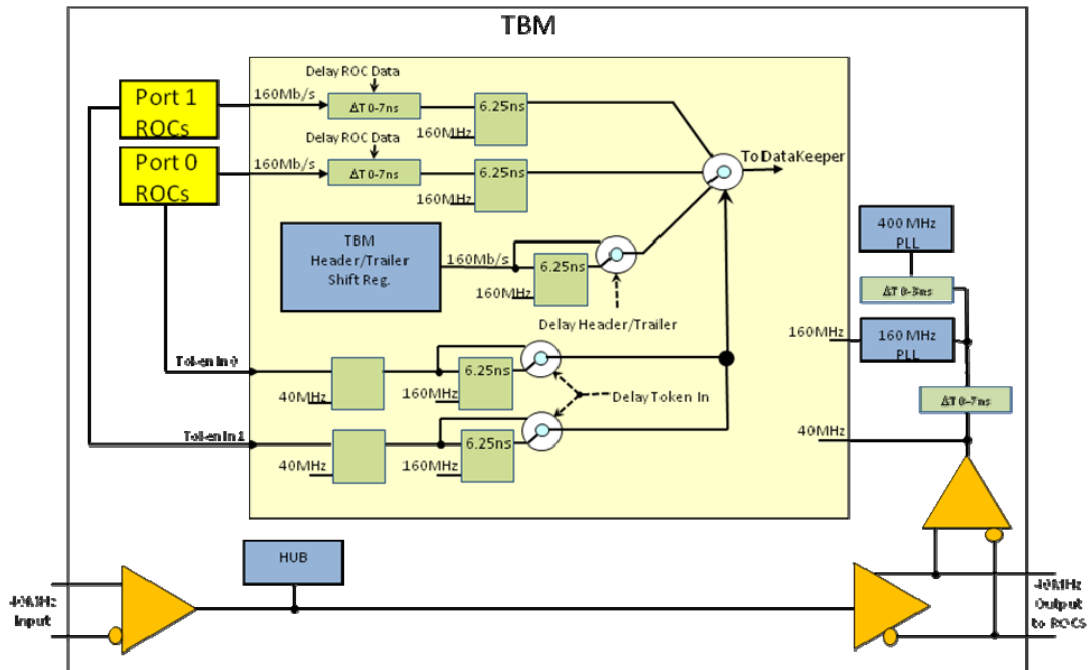 TBM
Delay ROC Data
Port 1
ROCs
160Mb/s
ΔT 0-7ns
6.25ns
160MHz
Delay ROC Data
Port 0
ROCs
160Mb/s
ΔT 0-7ns
6.25ns
160MHz
To DataKeeper
TBM
Header/Trailer
Shift Reg.
160Mb/s
6.25ns
160MHz
Delay Header/Trailer
400 MHz
PLL
ΔT 0-3ns
160MHz
160 MHz
PLL
ΔT 0-7ns
Token In 0
40MHz
6.25ns
160MHz
Delay Token In
Token In 1
40MHz
6.25ns
160MHz
40MHz
HUB
40MHz
Input
40MHz
Output
to ROCS